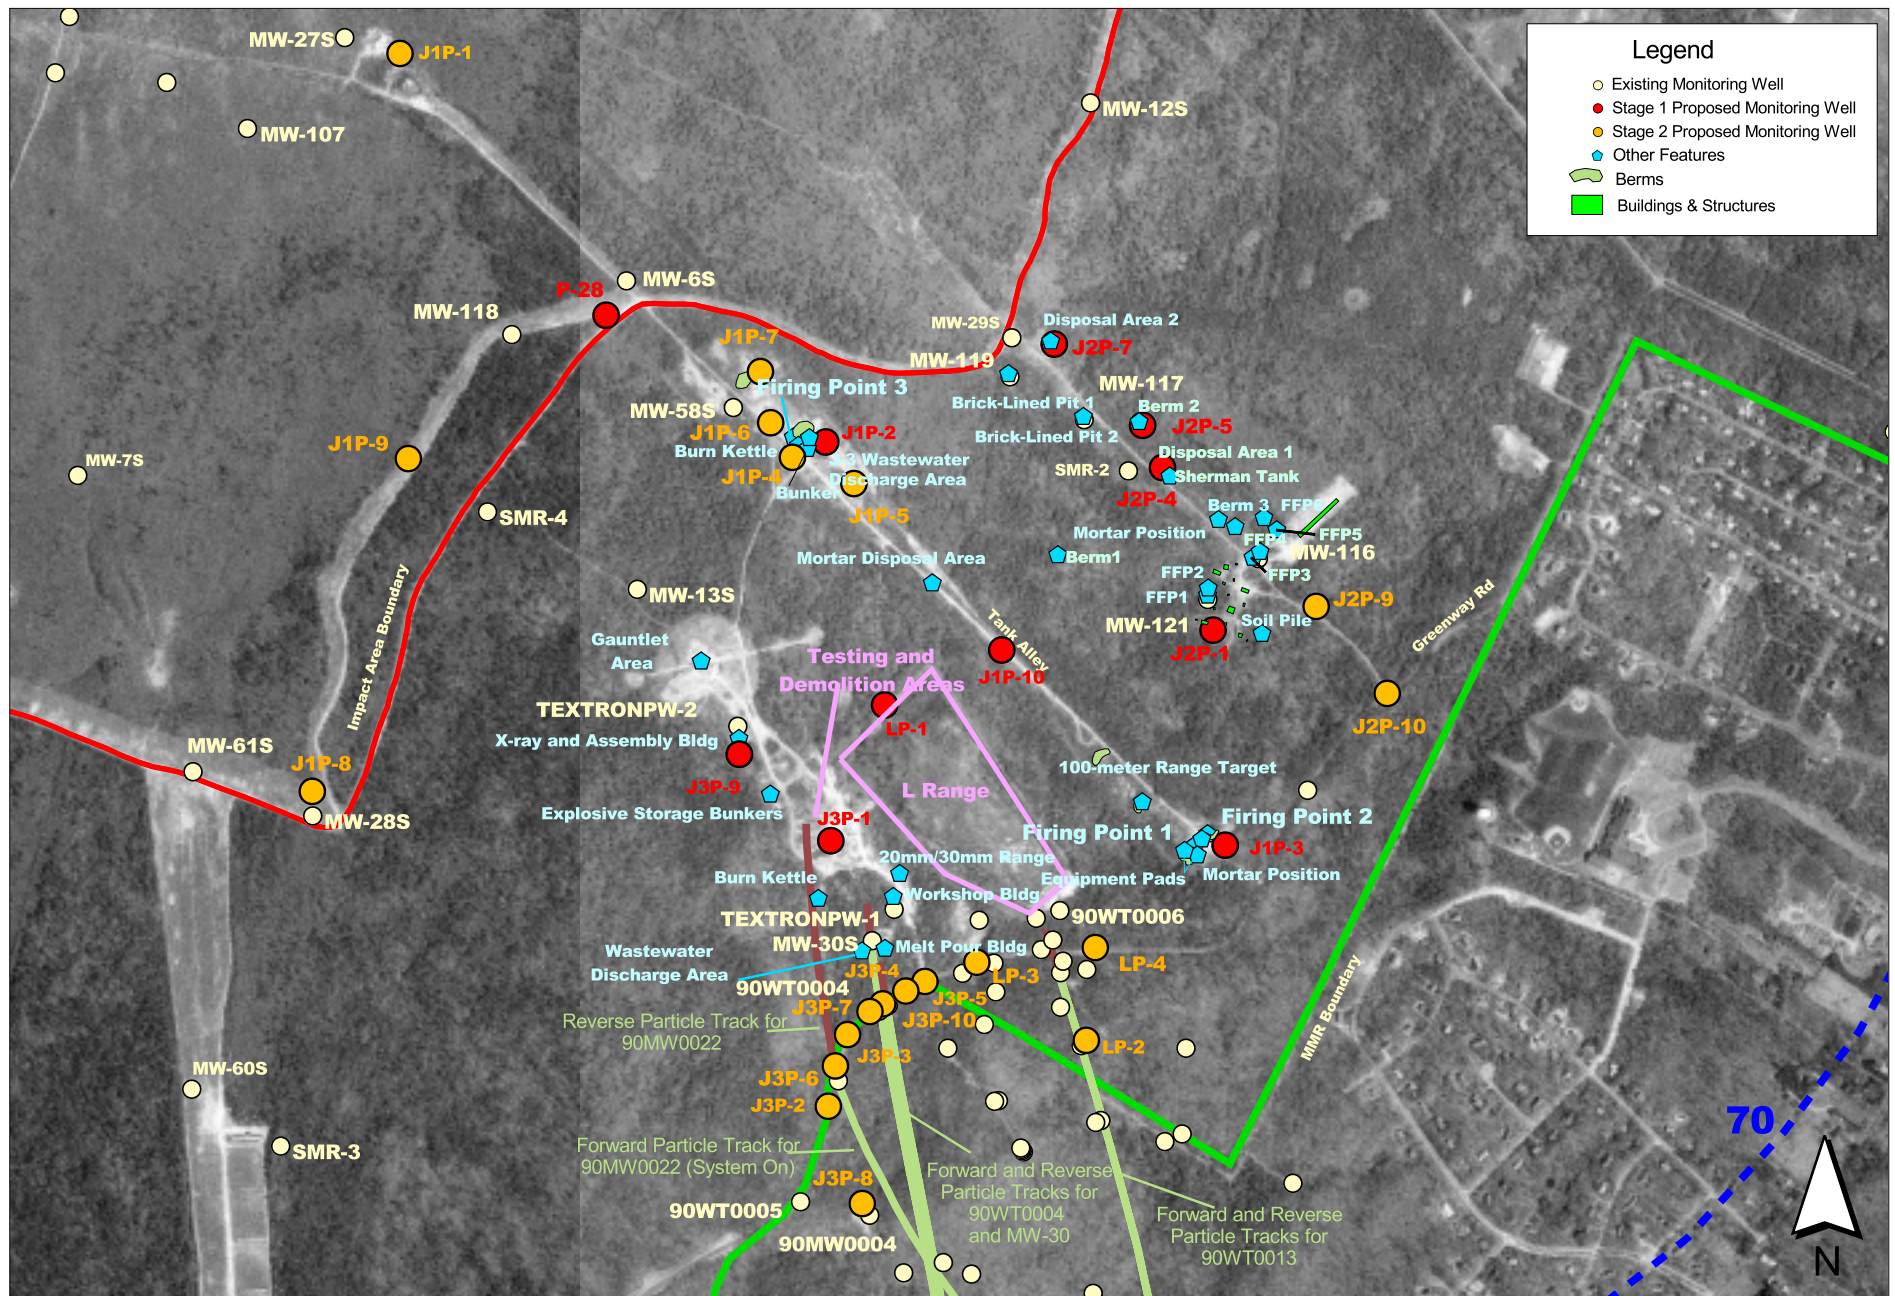 Legend
Existing Monitoring Well
Stage 1 Proposed Monitoring Well
Stage 2 Proposed Monitoring Well
Other Features
Berms
Buildings & Structures
MW-27S
J1P-1
MW-107
MW-12S
MW-6S
P-28
MW-118
MW-29S
Disposal Area 2
J2P-7
J1P-7
MW-119
MW-117
Firing Point 3
Brick-Lined Pit 1
Berm 2
MW-58S
J1P-6
J1P-2
J2P-5
Brick-Lined Pit 2
J1P-9
Burn Kettle
J-3 Wastewater
Discharge Area
Disposal Area 1
MW-7S
SMR-2
J1P-4
Sherman Tank
Bunker
J2P-4
J1P-5
SMR-4
Berm 3
FFP6
Mortar Position
FFP5
FFP4
MW-116
Mortar Disposal Area
Berm1
FFP2
FFP3
MW-13S
FFP1
J2P-9
Greenway Rd
Impact Area Boundary
Tank Alley
Soil Pile
MW-121
Gauntlet
Area
J2P-1
Testing and
Demolition Areas
J1P-10
TEXTRONPW-2
LP-1
J2P-10
X-ray and Assembly Bldg
MW-61S
J1P-8
100-meter Range Target
J3P-9
L Range
Explosive Storage Bunkers
MW-28S
J3P-1
Firing Point 1
Firing Point 2
J1P-3
20mm/30mm Range
Burn Kettle
Equipment Pads
Mortar Position
Workshop Bldg
TEXTRONPW-1
90WT0006
MW-30S
Melt Pour Bldg
Wastewater
Discharge Area
J3P-4
LP-3
LP-4
90WT0004
J3P-5
J3P-7
J3P-10
MMR Boundary
Reverse Particle Track for
90MW0022
J3P-3
LP-2
MW-60S
J3P-6
J3P-2
70
Forward Particle Track for
90MW0022 (System On)
SMR-3
J3P-8
Forward and Reverse
Particle Tracks for
90WT0004
and MW-30
90WT0005
Forward and Reverse
Particle Tracks for
90WT0013
90MW0004
N